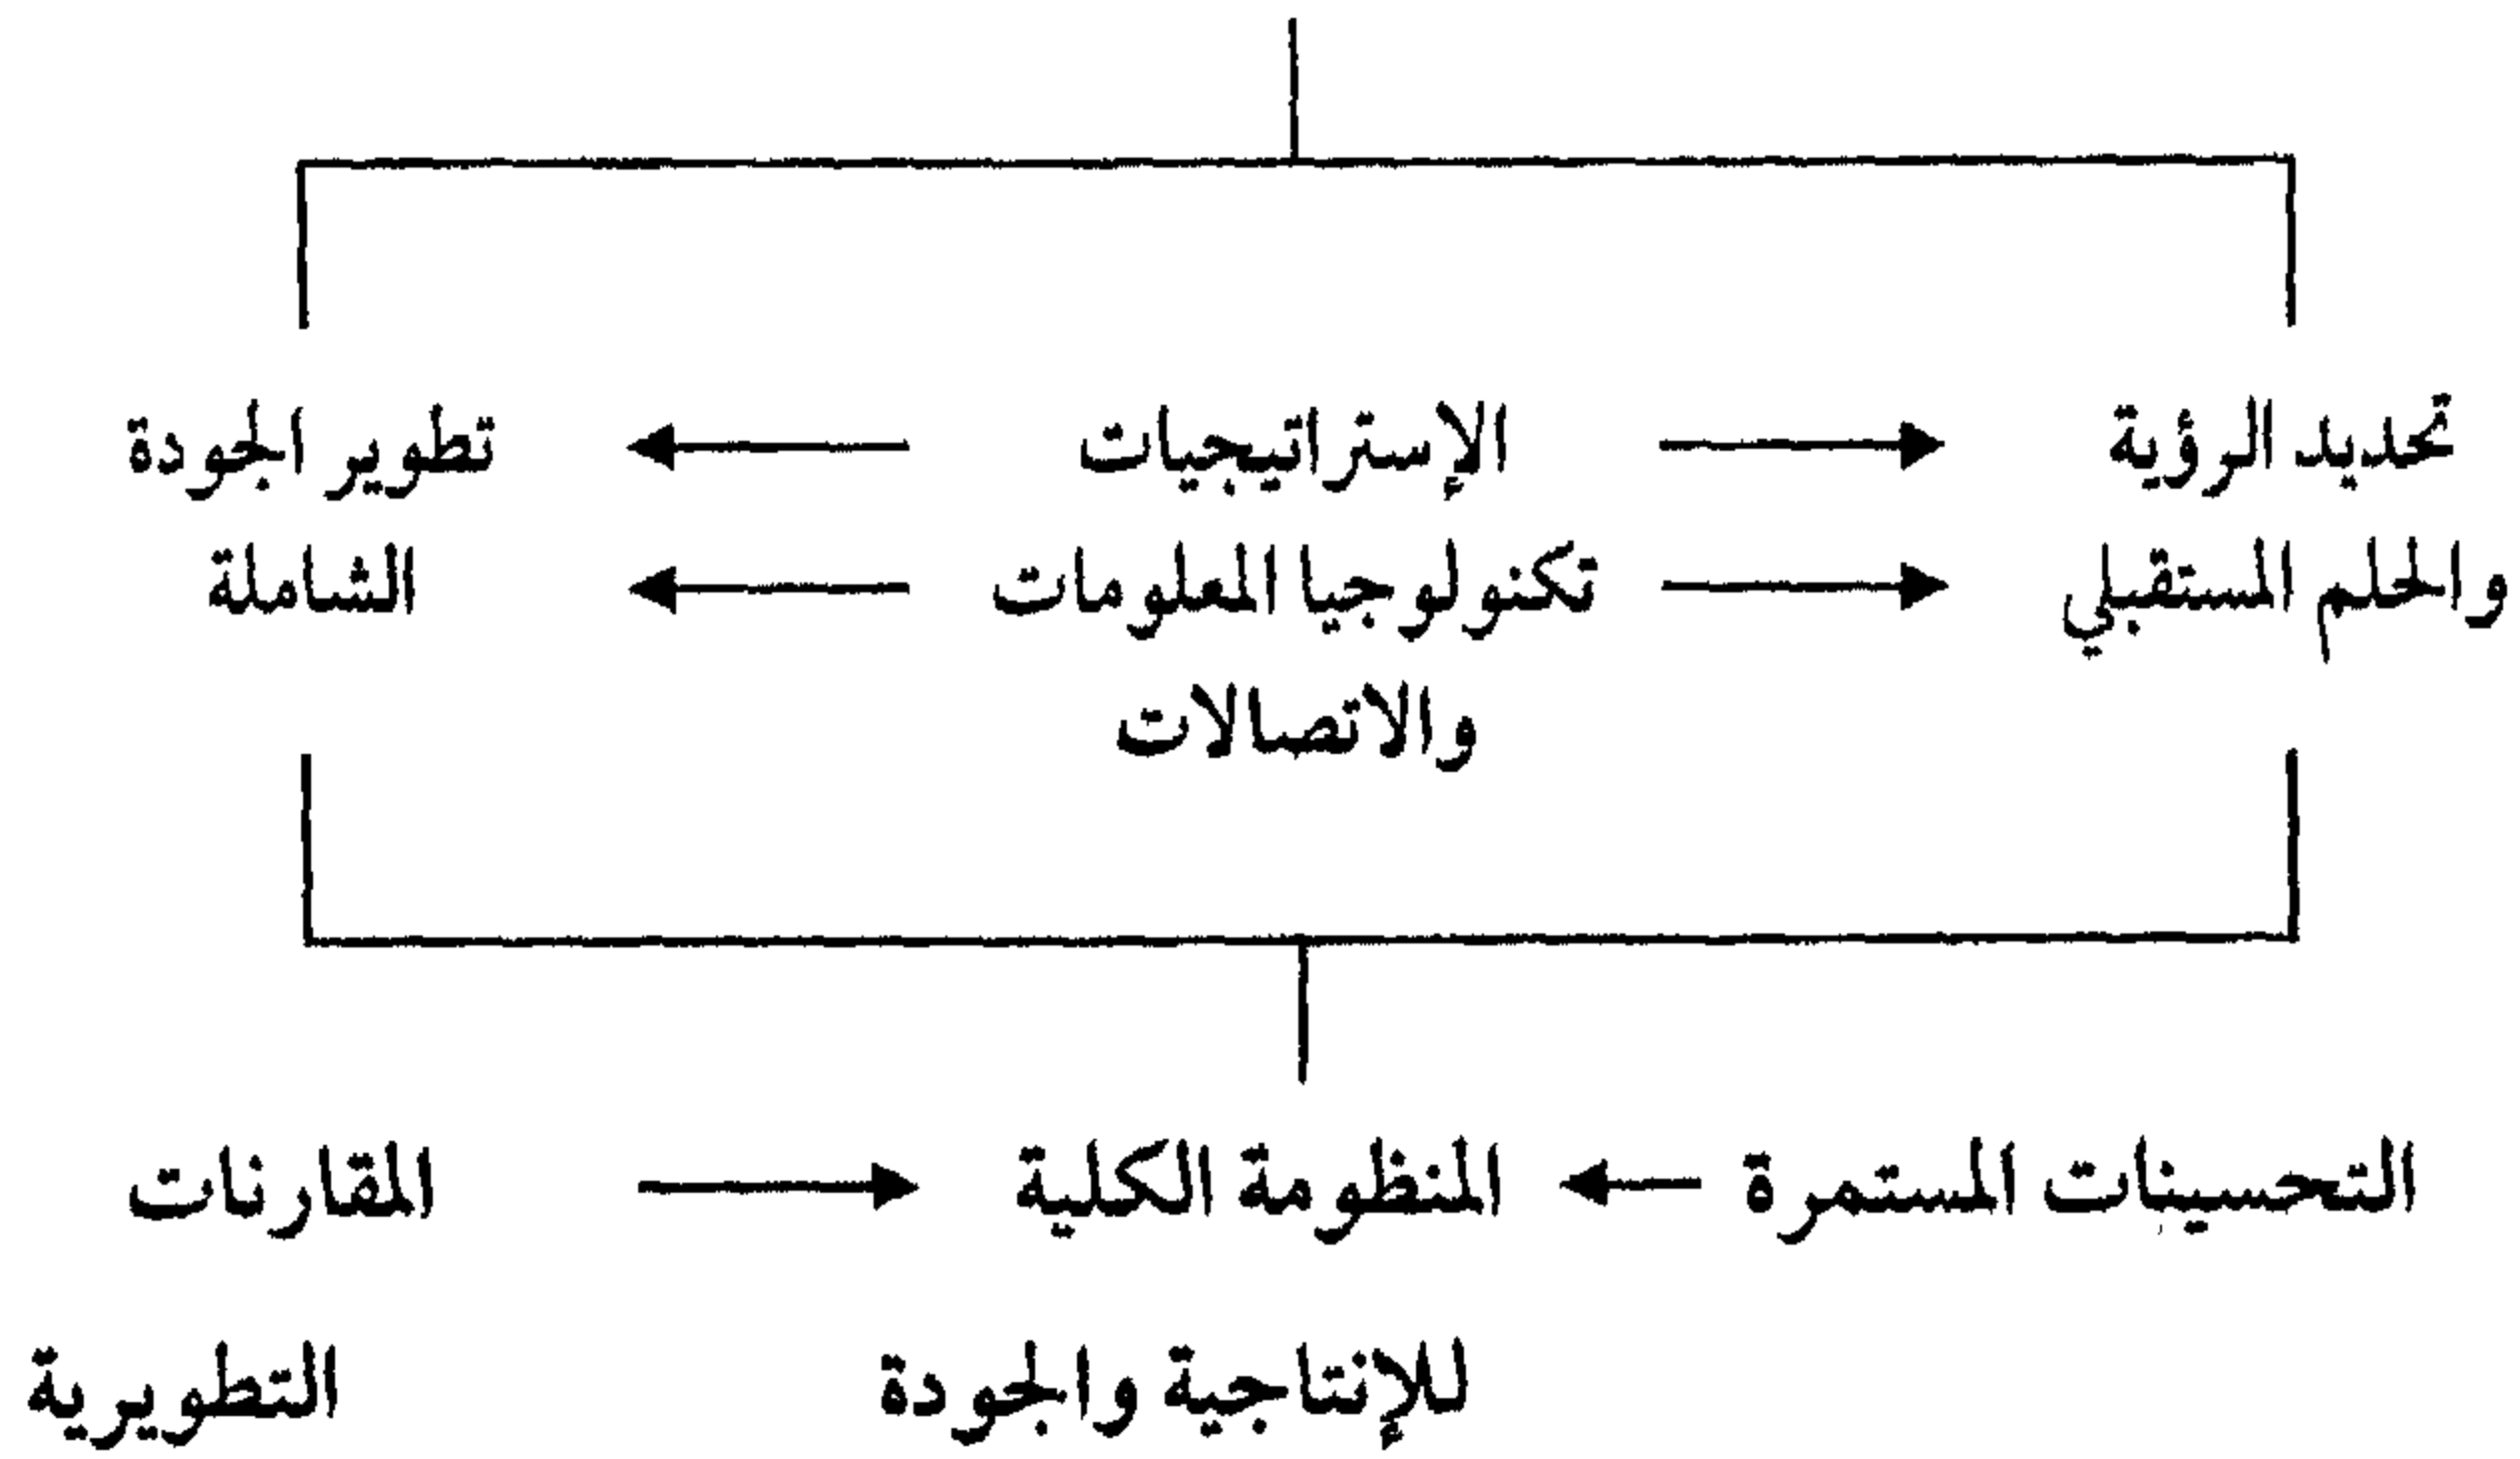 تحديد الرؤية
والحلم المستقبلي
الإستراتيجيات
تكنولوجيا المعلومات
والاتصالات
تطوير الجودة
الشاملة
التحسينات المستمرة
المنظومة الكلية
للإنتاجية والجودة
المقارنات
التطويرية